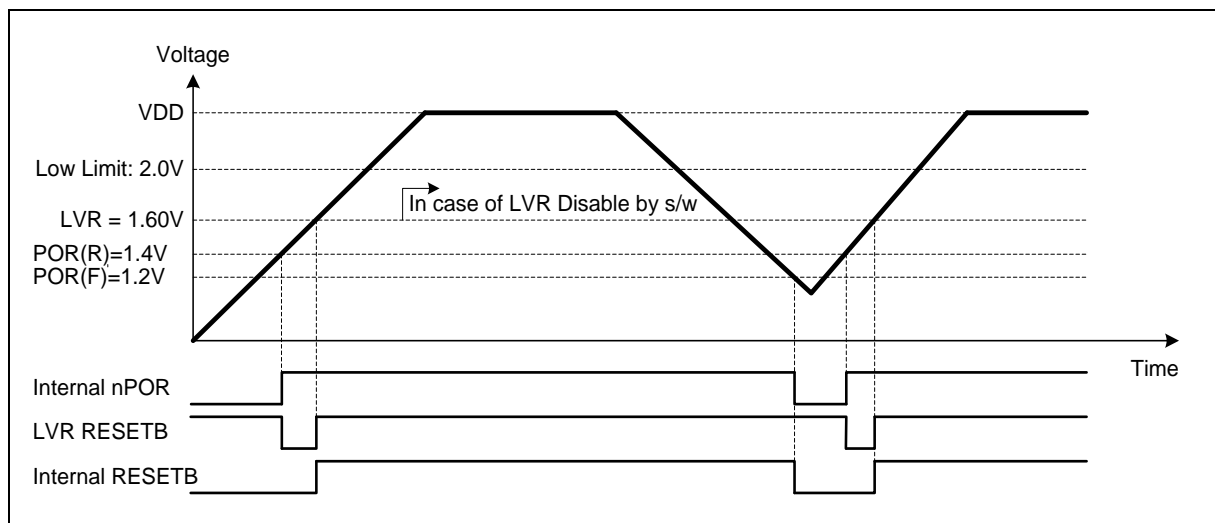 Voltage
VDD
Low Limit: 2.0V
In case of LVR Disable by s/w
LVR = 1.60V
POR(R)=1.4V
POR(F)=1.2V
Time
Internal nPOR
LVR RESETB
Internal RESETB